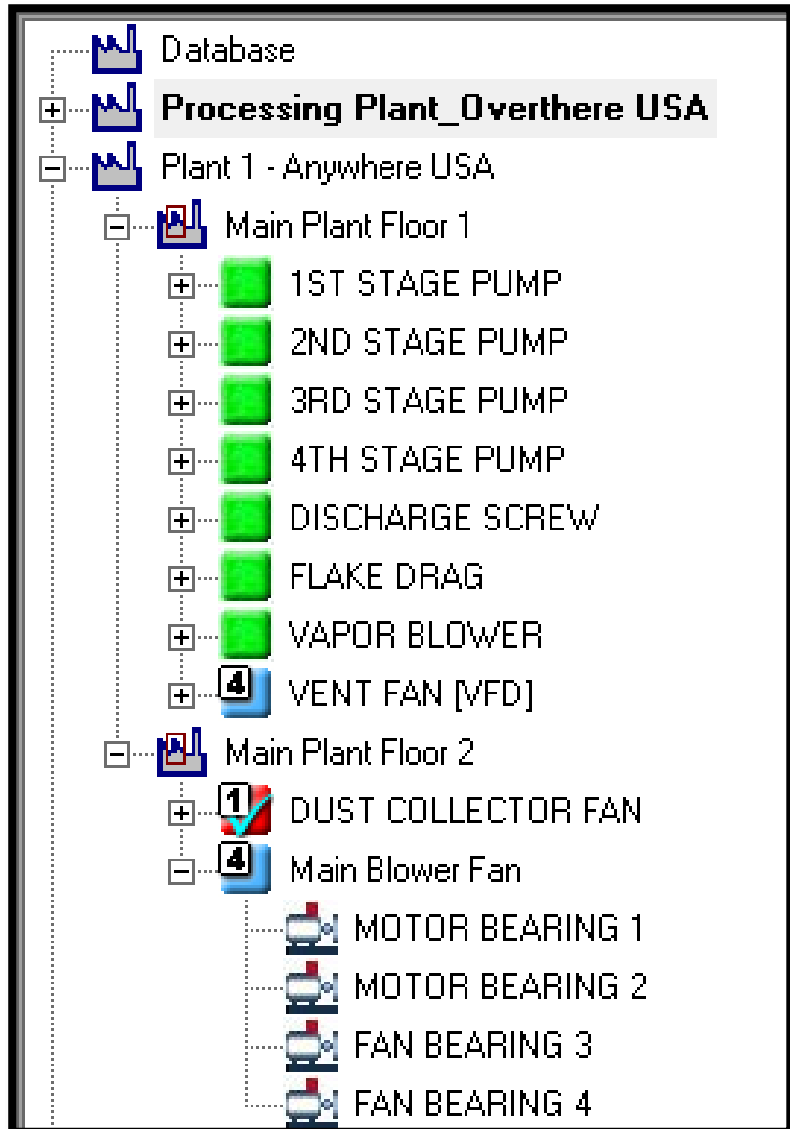 Database
Processing Plant_Overthere USA
Plant 1 - Anywhere USA
Main Plant Floor 1
1ST STAGE PUMP
2ND STAGE PUMP
3RD STAGE PUMP
4TH STAGE PUMP
DISCHARGE SCREW
FLAKE DRAG
VAPOR BLOWER
4 VENT FAN [VFD]
Main Plant Floor 2
1 DUST COLLECTOR FAN
4 Main Blower Fan
MOTOR BEARING 1
MOTOR BEARING 2
FAN BEARING 3
FAN BEARING 4